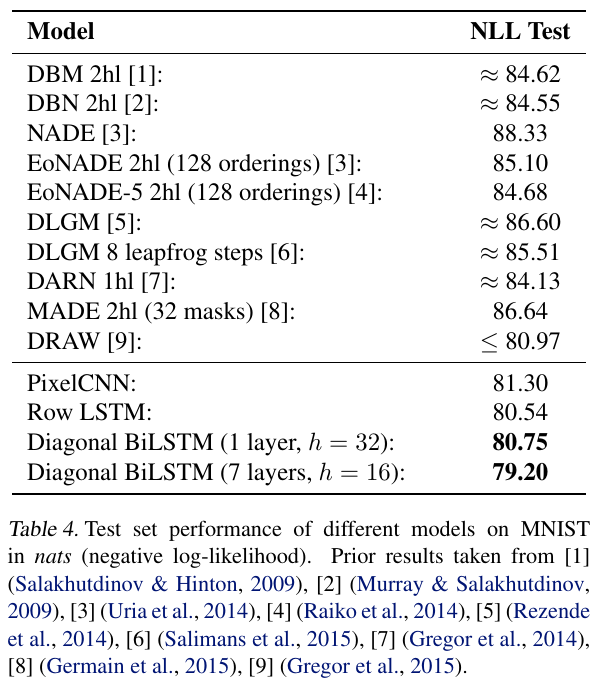 Model NLL Test
DBM 2hl [1]: ≈ 84.62
DBN 2hl [2]: ≈ 84.55
NADE [3]: 88.33
EoNADE 2hl (128 orderings) [3]: 85.10
EoNADE-5 2hl (128 orderings) [4]: 84.68
DLGM [5]: ≈ 86.60
DLGM 8 leapfrog steps [6]: ≈ 85.51
DARN 1hl [7]: ≈ 84.13
MADE 2hl (32 masks) [8]: 86.64
DRAW [9]: ≤ 80.97
PixelCNN: 81.30
Row LSTM: 80.54
Diagonal BiLSTM (1 layer, h = 32): 80.75
Diagonal BiLSTM (7 layers, h = 16): 79.20
Table 4. Test set performance of different models on MNIST
in nats (negative log-likelihood). Prior results taken from [1]
(Salakhutdinov & Hinton, 2009), [2] (Murray & Salakhutdinov,
2009), [3] (Uria et al., 2014), [4] (Raiko et al., 2014), [5] (Rezende
et al., 2014), [6] (Salimans et al., 2015), [7] (Gregor et al., 2014),
[8] (Germain et al., 2015), [9] (Gregor et al., 2015).